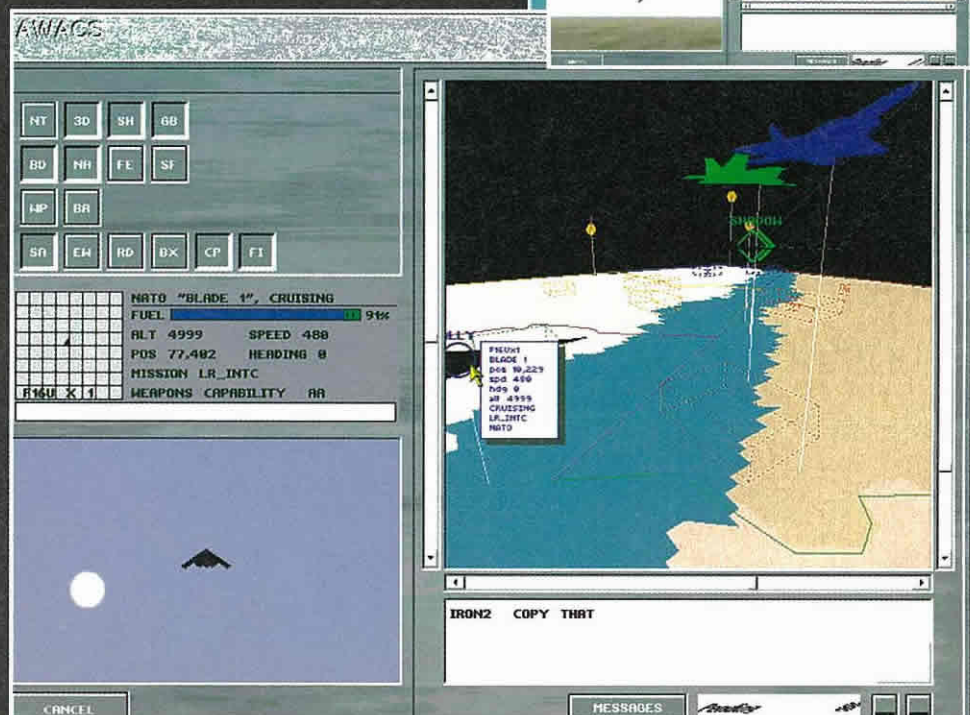 AWACS
NT 3D SH GB
BD NA FE SF
WP BA
SA EW RD BX CP FI
NATO "BLADE 1", CRUISING
FUEL 91%
ALT 4999 SPEED 480
POS 77,402 HEADING 0
MISSION LR_INTC
WEAPONS CAPABILITY AA
F16U X 1
F16Ux1
BLADE 1
pos 10,229
spd 480
hdg 0
alt 4999
CRUISING
LR_INTC
NATO
IRON2 COPY THAT
CANCEL
MESSAGES